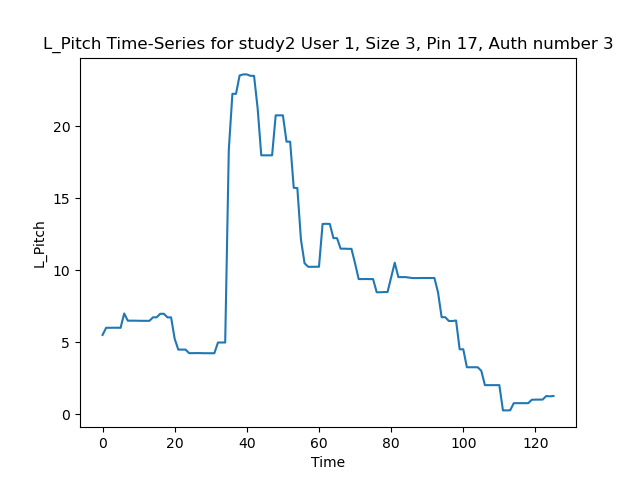 L_Pitch Time-Series for study2 User 1, Size 3, Pin 17, Auth number 3
L_Pitch
20
15
10
5
0
0 20 40 60 80 100 120
Time